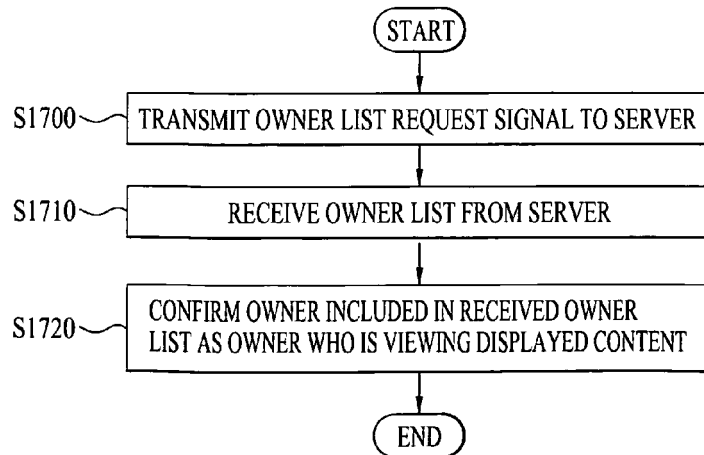 START
S1700
TRANSMIT OWNER LIST REQUEST SIGNAL TO SERVER
S1710
RECEIVE OWNER LIST FROM SERVER
S1720
CONFIRM OWNER INCLUDED IN RECEIVED OWNER
LIST AS OWNER WHO IS VIEWING DISPLAYED CONTENT
END